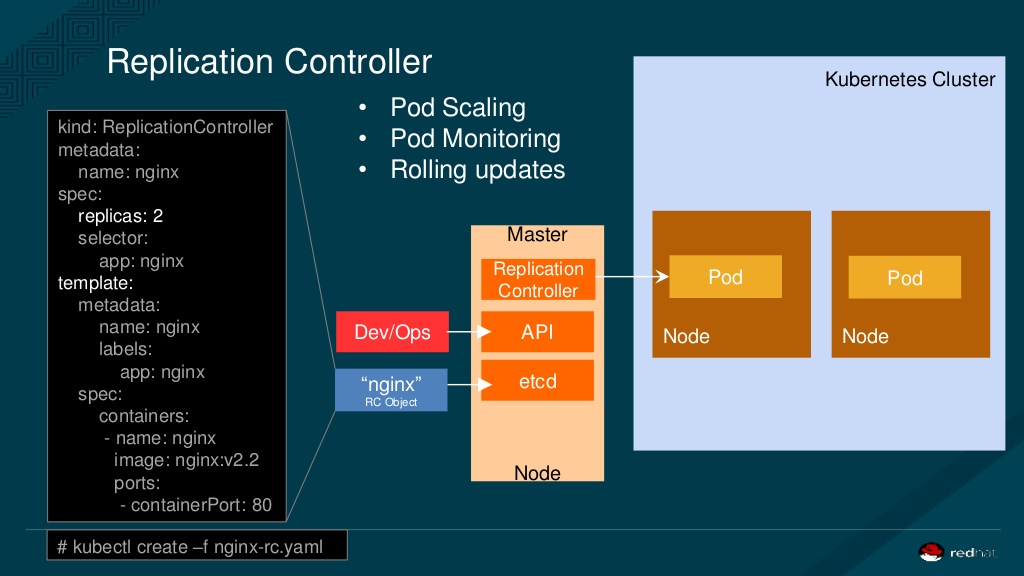 Replication Controller
• Pod Scaling
• Pod Monitoring
• Rolling updates
kind: ReplicationController
metadata:
name: nginx
spec:
replicas: 2
selector:
app: nginx
template:
metadata:
name: nginx
labels:
app: nginx
spec:
containers:
- name: nginx
image: nginx:v2.2
ports:
- containerPort: 80
# kubectl create –f nginx-rc.yaml
Dev/Ops
“nginx”
RC Object
Master
Replication
Controller
API
etcd
Node
Kubernetes Cluster
Pod
Node
Pod
Node
redhat.